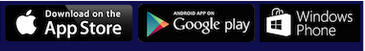 Download on the
App Store
ANDROID APP ON
Google play
Windows
Phone